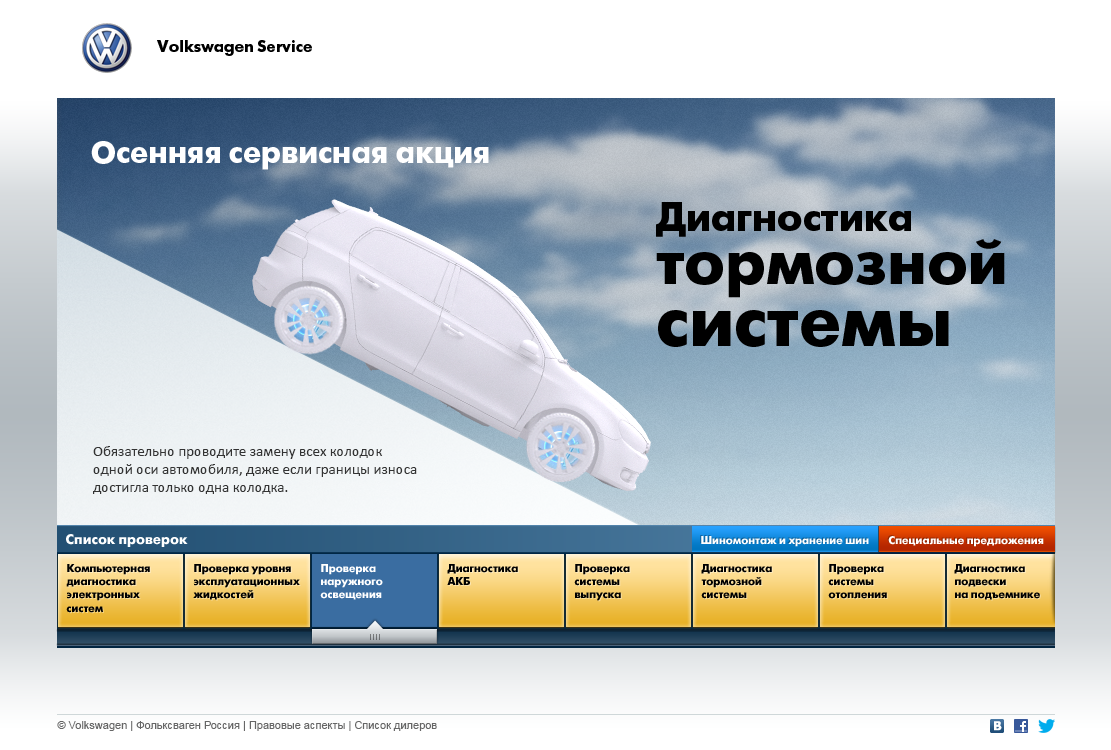 Volkswagen Service
Осенняя сервисная акция
Диагностика
тормозной
системы
Обязательно проводите замену всех колодок
одной оси автомобиля, даже если границы износа
достигла только одна колодка.
Список проверок
Шиномонтаж и хранение шин
Специальные предложения
Компьютерная
диагностика
электронных
систем
Проверка уровня
эксплуатационных
жидкостей
Проверка
наружного
освещения
Диагностика
АКБ
Проверка
системы
выпуска
Диагностика
тормозной
системы
Проверка
системы
отопления
Диагностика
подвески
на подъемнике
© Volkswagen | Фольксваген Россия | Правовые аспекты | Список дилеров